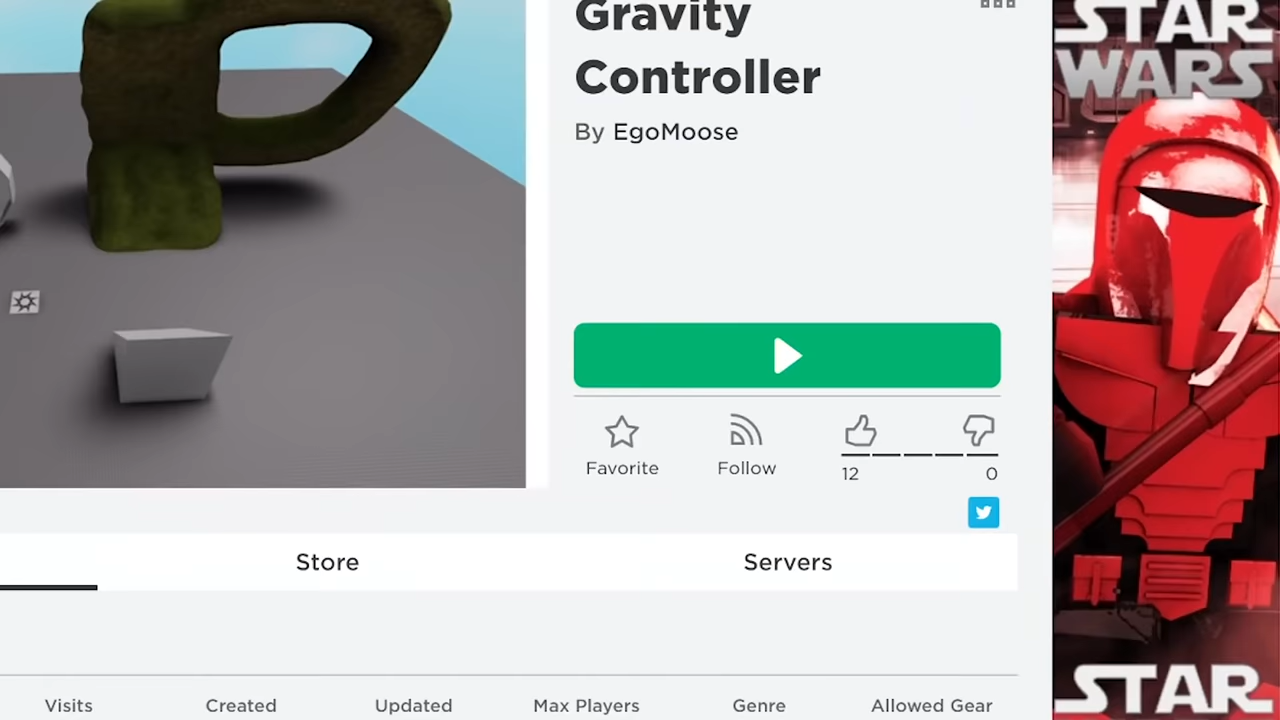 Gravity
Controller
By EgoMoose
Favorite
Follow
12
0
Store
Servers
Visits
Created
Updated
Max Players
Genre
Allowed Gear
STAR
WARS
STAR